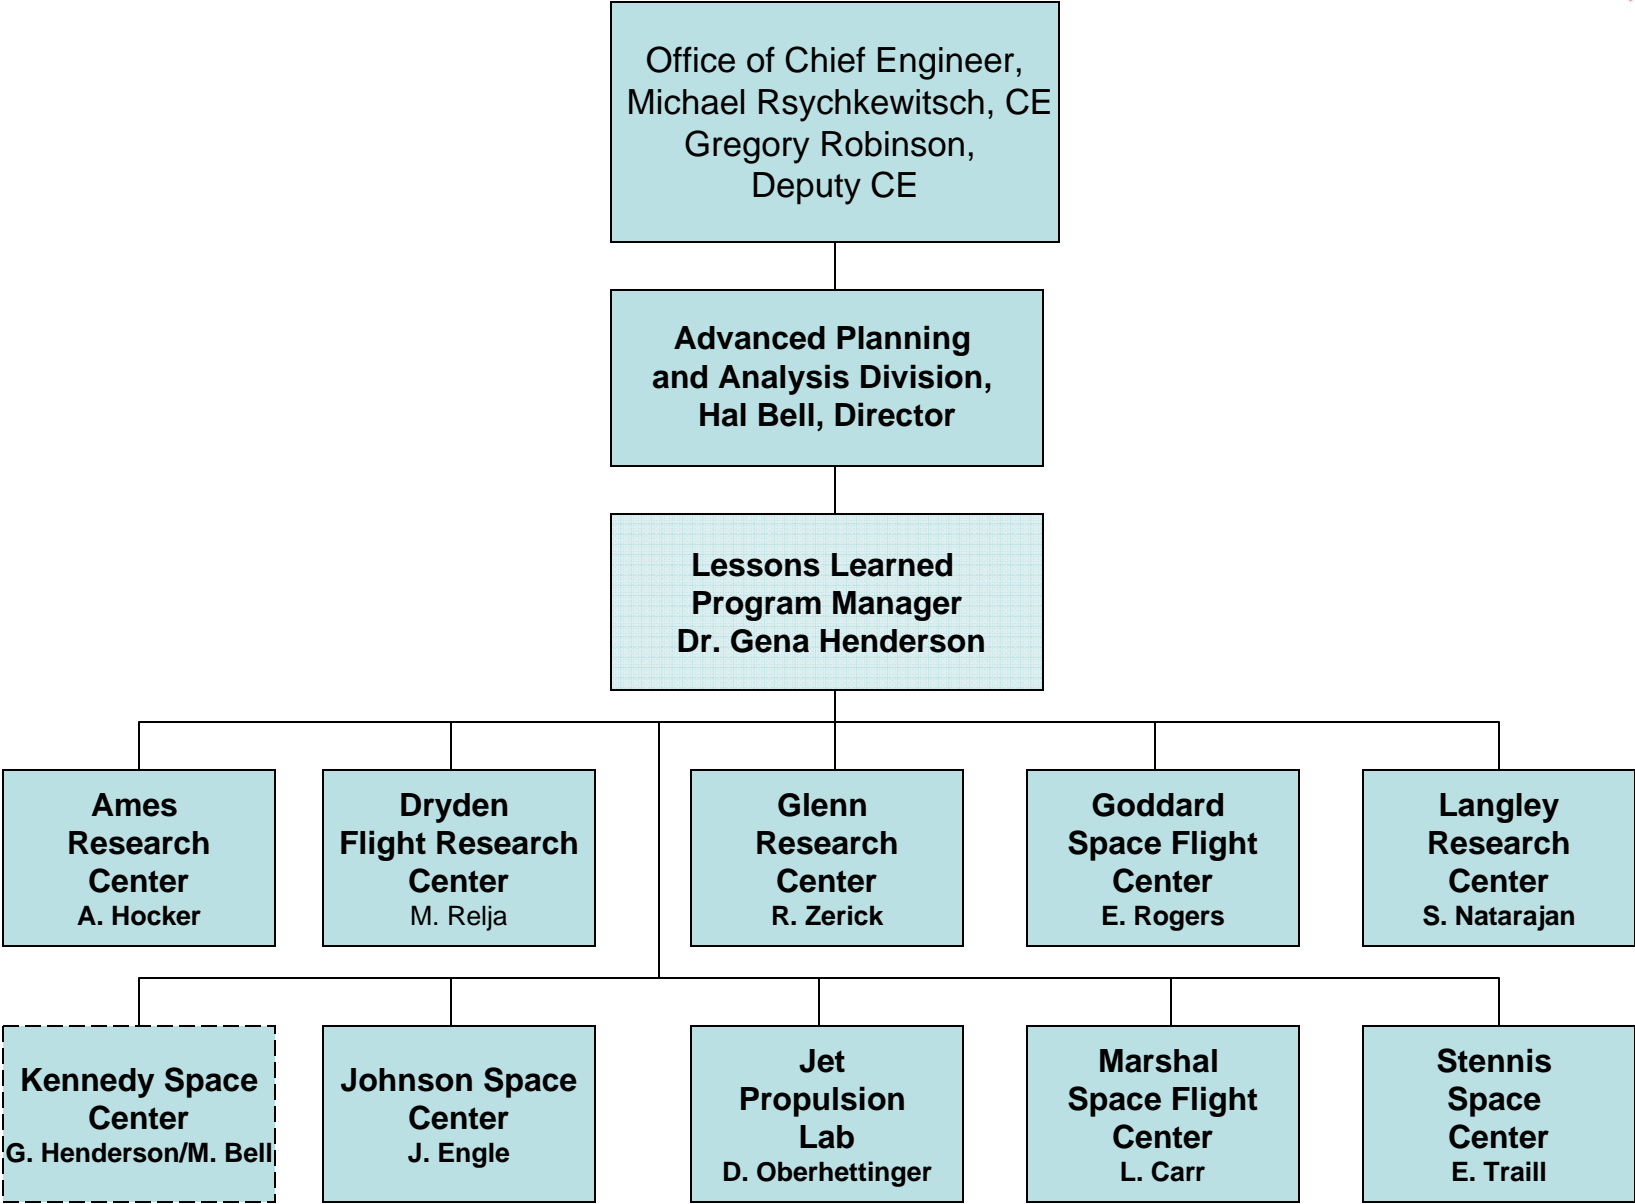 Office of Chief Engineer,
Michael Rsychkewitsch, CE
Gregory Robinson,
Deputy CE
Advanced Planning
and Analysis Division,
Hal Bell, Director
Lessons Learned
Program Manager
Dr. Gena Henderson
Ames
Research
Center
A. Hocker
Dryden
Flight Research
Center
M. Relja
Glenn
Research
Center
R. Zerick
Goddard
Space Flight
Center
E. Rogers
Langley
Research
Center
S. Natarajan
Kennedy Space
Center
G. Henderson/M. Bell
Johnson Space
Center
J. Engle
Jet
Propulsion
Lab
D. Oberhettinger
Marshal
Space Flight
Center
L. Carr
Stennis
Space
Center
E. Traill